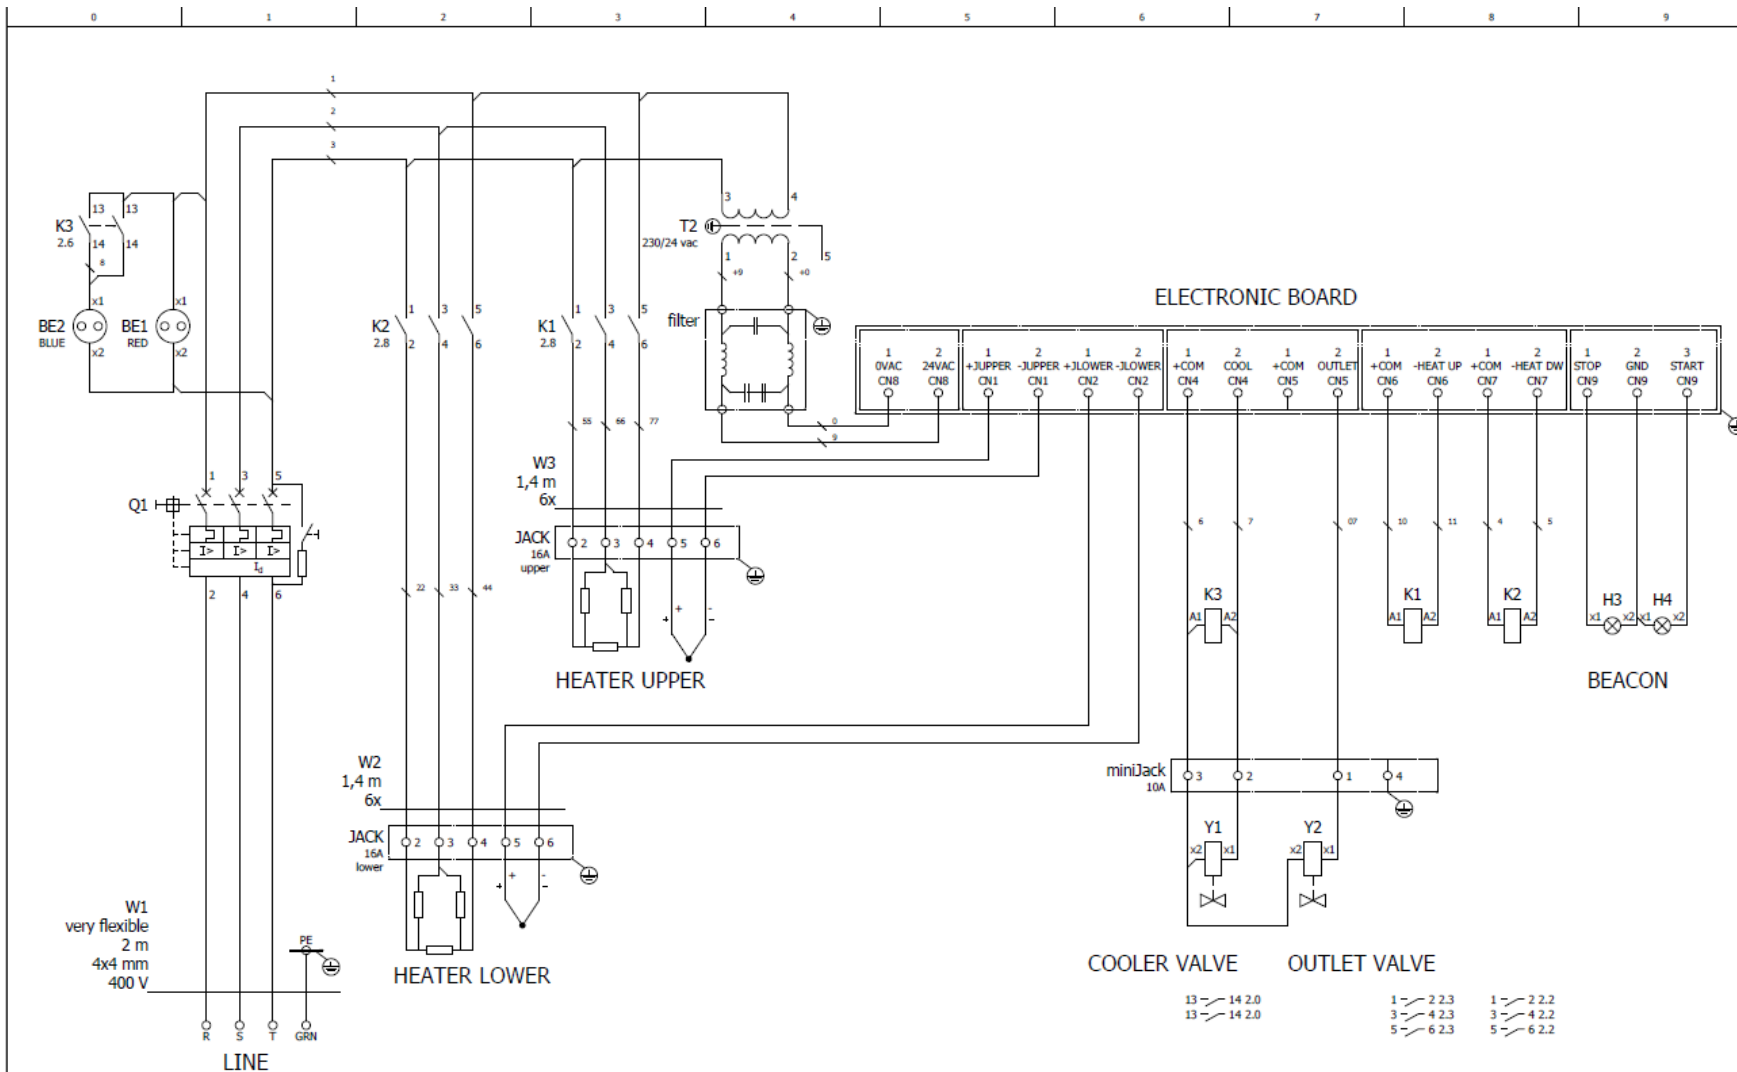 0 1 2 3 4 5 6 7 8 9
1
2
3
K3
2.6
13 13
14 14
8
x1 x1
BE2
BLUE
BE1
RED
x2 x2
3 4
T2
230/24 vac
1 2 5
+9 +0
filter
K2
2.8
1 3 5
2 4 6
K1
2.8
1 3 5
2 4 6
ELECTRONIC BOARD
1 2 1 2 1 2 1 2 1 2 1 2 1 2 1 2 3
0VAC 24VAC +JUPPER -JUPPER +JLOWER -JLOWER +COM COOL +COM OUTLET +COM -HEAT UP +COM -HEAT DW STOP GND START
CN8 CN8 CN1 CN1 CN2 CN2 CN4 CN4 CN5 CN5 CN6 CN6 CN7 CN7 CN9 CN9 CN9
55 66 77
0
9
W3
1,4 m
6x
Q1
1 3 5
I> I> I>
Id
2 4 6
JACK
16A
upper
2 3 4 5 6
+ -
+ -
HEATER UPPER
22 33 44
6 7 07 10 11 4 5
K3
A1 A2
K1
A1 A2
K2
A1 A2
H3
x1 x2
H4
x1 x2
BEACON
W2
1,4 m
6x
JACK
16A
lower
2 3 4 5 6
+ -
+ -
HEATER LOWER
miniJack
10A
3 2 1 4
Y1
x2 x1
Y2
x2 x1
COOLER VALVE OUTLET VALVE
13 14 2.0
13 14 2.0
1 2 2.3
3 4 2.3
5 6 2.3
1 2 2.2
3 4 2.2
5 6 2.2
W1
very flexible
2 m
4x4 mm
400 V
PE
R S T GRN
LINE